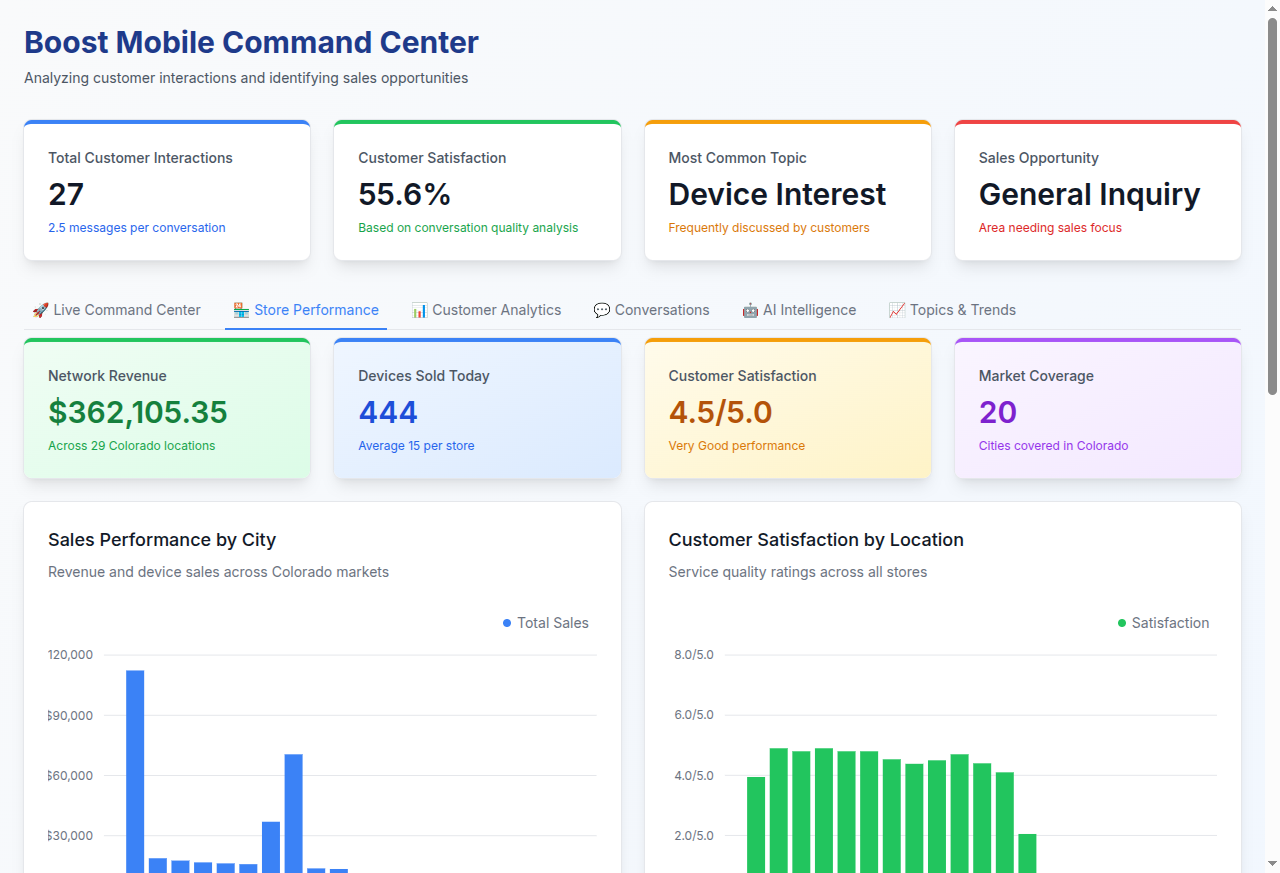 Boost Mobile Command Center
Analyzing customer interactions and identifying sales opportunities
Total Customer Interactions
27
2.5 messages per conversation
Customer Satisfaction
55.6%
Based on conversation quality analysis
Most Common Topic
Device Interest
Frequently discussed by customers
Sales Opportunity
General Inquiry
Area needing sales focus
🚀 Live Command Center
🏪 Store Performance
📊 Customer Analytics
💬 Conversations
🤖 AI Intelligence
📈 Topics & Trends
Network Revenue
$362,105.35
Across 29 Colorado locations
Devices Sold Today
444
Average 15 per store
Customer Satisfaction
4.5/5.0
Very Good performance
Market Coverage
20
Cities covered in Colorado
Sales Performance by City
Revenue and device sales across Colorado markets
Total Sales
120,000
$90,000
$60,000
$30,000
Customer Satisfaction by Location
Service quality ratings across all stores
Satisfaction
8.0/5.0
6.0/5.0
4.0/5.0
2.0/5.0